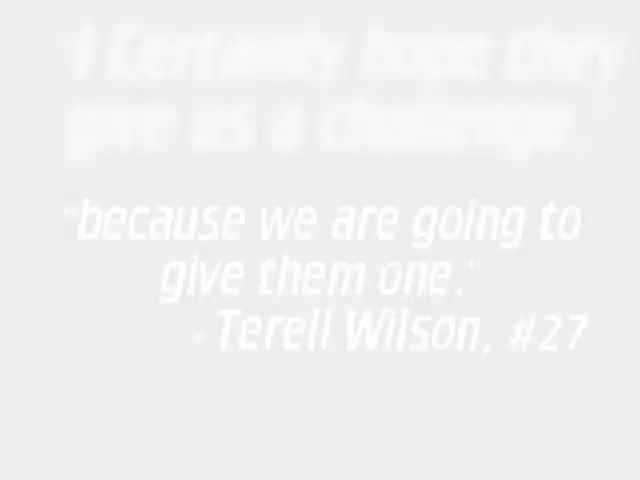 "I Certainly hope they
give us a challenge."
"because we are going to
give them one."
- Terell Wilson, #27